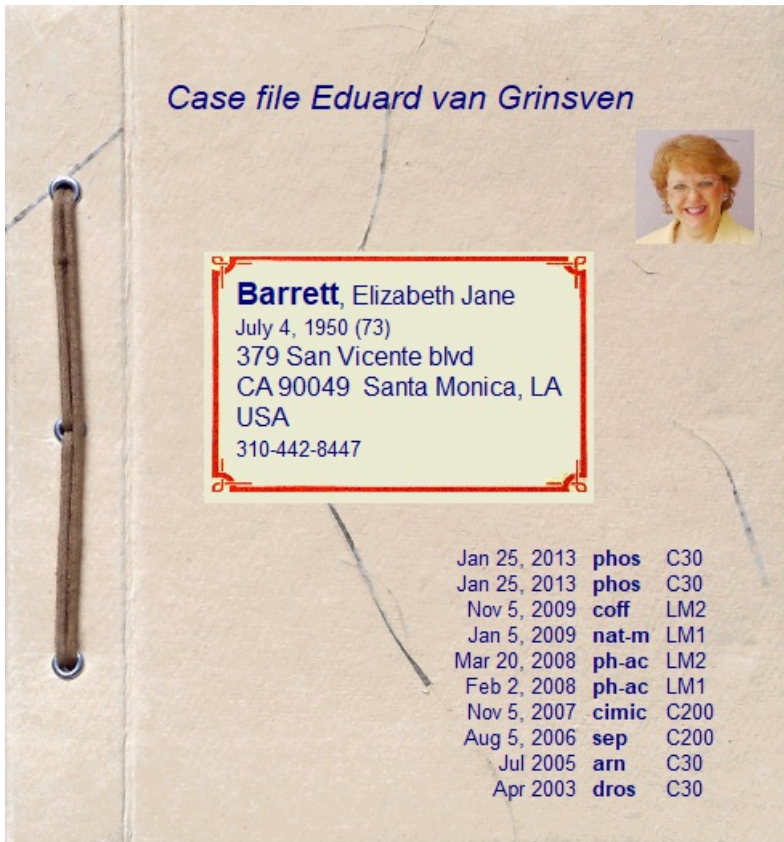 Case file Eduard van Grinsven
Barrett, Elizabeth Jane
July 4, 1950 (73)
379 San Vicente blvd
CA 90049 Santa Monica, LA
USA
310-442-8447
Jan 25, 2013 phos C30
Jan 25, 2013 phos C30
Nov 5, 2009 coff LM2
Jan 5, 2009 nat-m LM1
Mar 20, 2008 ph-ac LM2
Feb 2, 2008 ph-ac LM1
Nov 5, 2007 cimic C200
Aug 5, 2006 sep C200
Jul 2005 arn C30
Apr 2003 dros C30